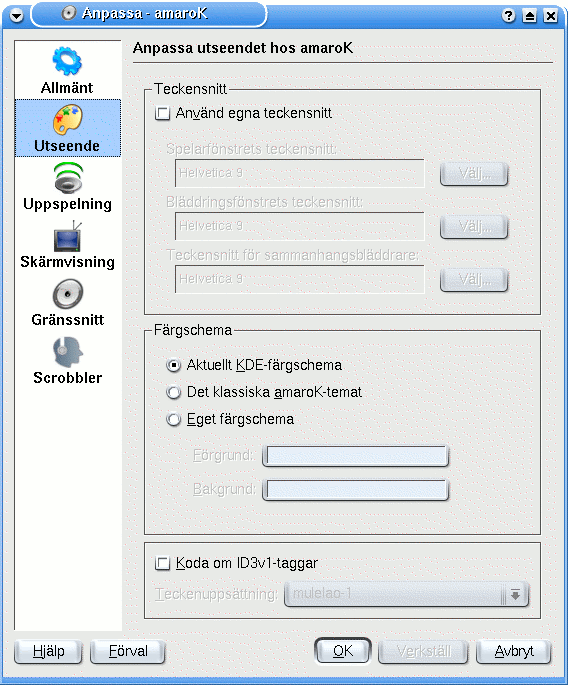 Anpassa - amaroK
Allmänt
Utseende
Uppspelning
Skärmvisning
Gränssnitt
Scrobbler
Anpassa utseendet hos amaroK
Teckensnitt
Använd egna teckensnitt
Spelarfönstrets teckensnitt:
Helvetica 9
Välj...
Bläddringsfönstrets teckensnitt:
Helvetica 9
Välj...
Teckensnitt för sammanhangsbläddrare:
Helvetica 9
Välj...
Färgschema
Aktuellt KDE-färgschema
Det klassiska amaroK-temat
Eget färgschema
Förgrund:
Bakgrund:
Koda om ID3v1-taggar
Teckenuppsättning: mulelao-1
Hjälp Förval OK Verkställ Avbryt